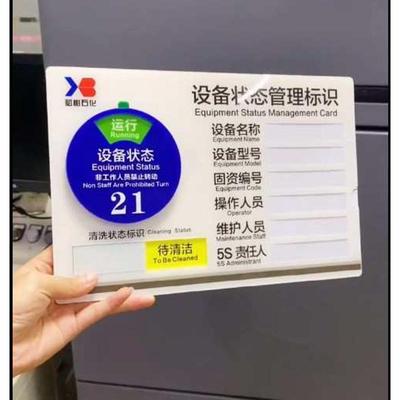 设备状态管理标识
Equipment Status Management Card
运行
Running
设备状态
Equipment Status
非工作人员禁止转动
Non Staff Are Prohibited Turn
21
清洗状态标识 Cleaning Status
待清洁
To Be Cleaned
设备名称
Equipment Name
设备型号
Equipment Model
固资编号
Equipment Code
操作人员
Operator
维护人员
Maintenance Staff
5S责任人
5S Administrant